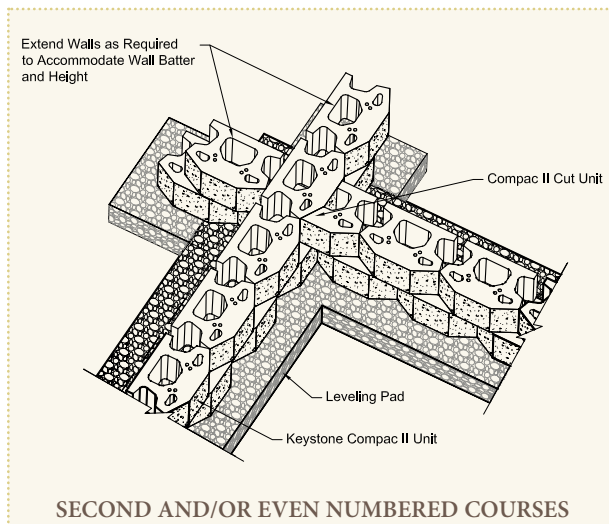 Extend Walls as Required
to Accommodate Wall Batter
and Height
Compac II Cut Unit
Leveling Pad
Keystone Compac II Unit
SECOND AND/OR EVEN NUMBERED COURSES